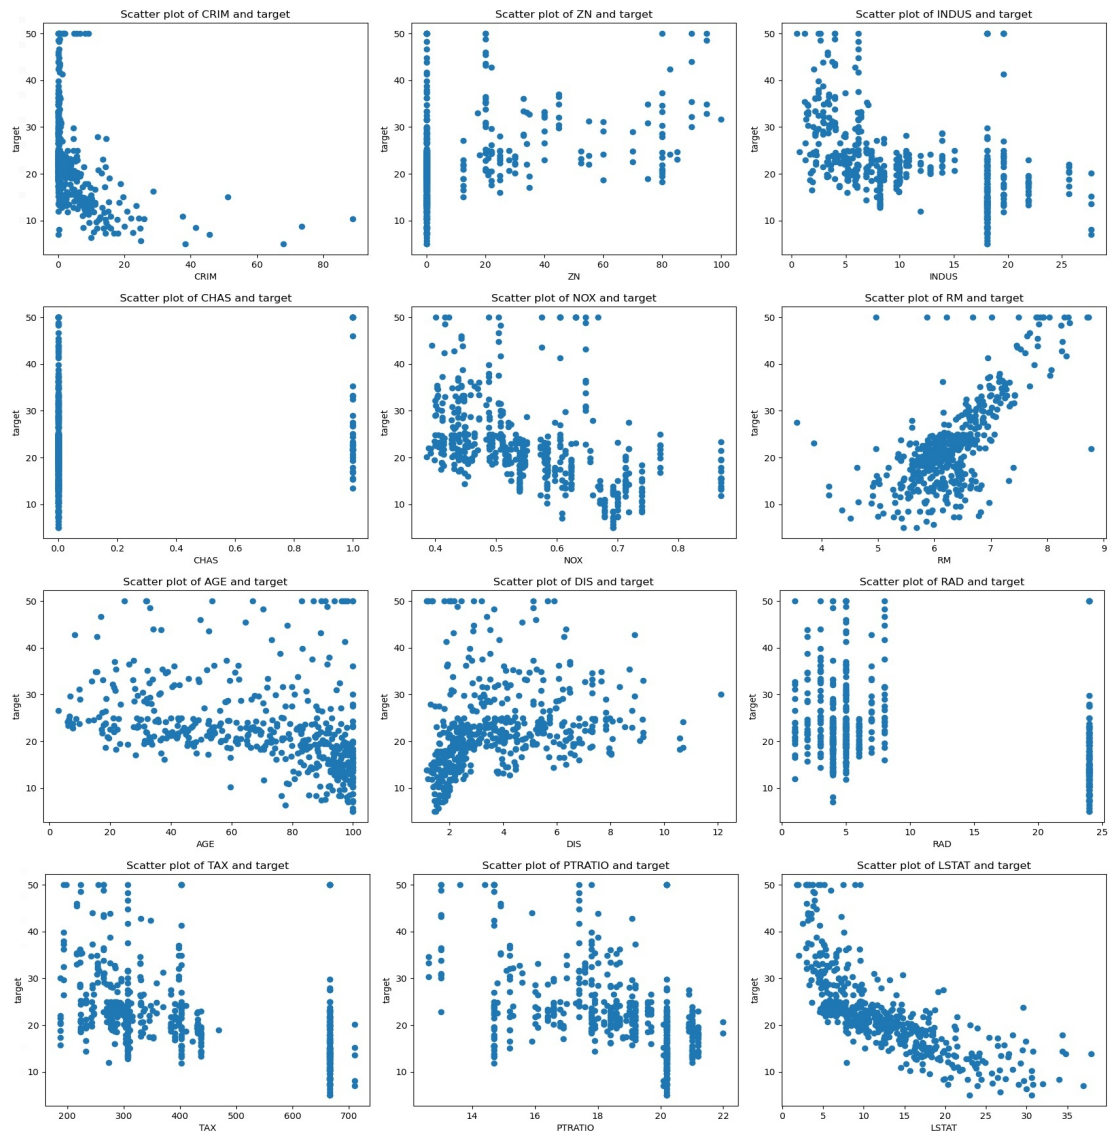 Scatter plot of CRIM and target
50
40
30
20
10
target
0 20 40 60 80
CRIM
Scatter plot of ZN and target
50
40
30
20
10
target
0 20 40 60 80 100
ZN
Scatter plot of INDUS and target
50
40
30
20
10
target
0 5 10 15 20 25
INDUS
Scatter plot of CHAS and target
50
40
30
20
10
target
0.0 0.2 0.4 0.6 0.8 1.0
CHAS
Scatter plot of NOX and target
50
40
30
20
10
target
0.4 0.5 0.6 0.7 0.8
NOX
Scatter plot of RM and target
50
40
30
20
10
target
4 5 6 7 8 9
RM
Scatter plot of AGE and target
50
40
30
20
10
target
0 20 40 60 80 100
AGE
Scatter plot of DIS and target
50
40
30
20
10
target
2 4 6 8 10 12
DIS
Scatter plot of RAD and target
50
40
30
20
10
target
0 5 10 15 20 25
RAD
Scatter plot of TAX and target
50
40
30
20
10
target
200 300 400 500 600 700
TAX
Scatter plot of PTRATIO and target
50
40
30
20
10
target
14 16 18 20 22
PTRATIO
Scatter plot of LSTAT and target
50
40
30
20
10
target
0 5 10 15 20 25 30 35
LSTAT